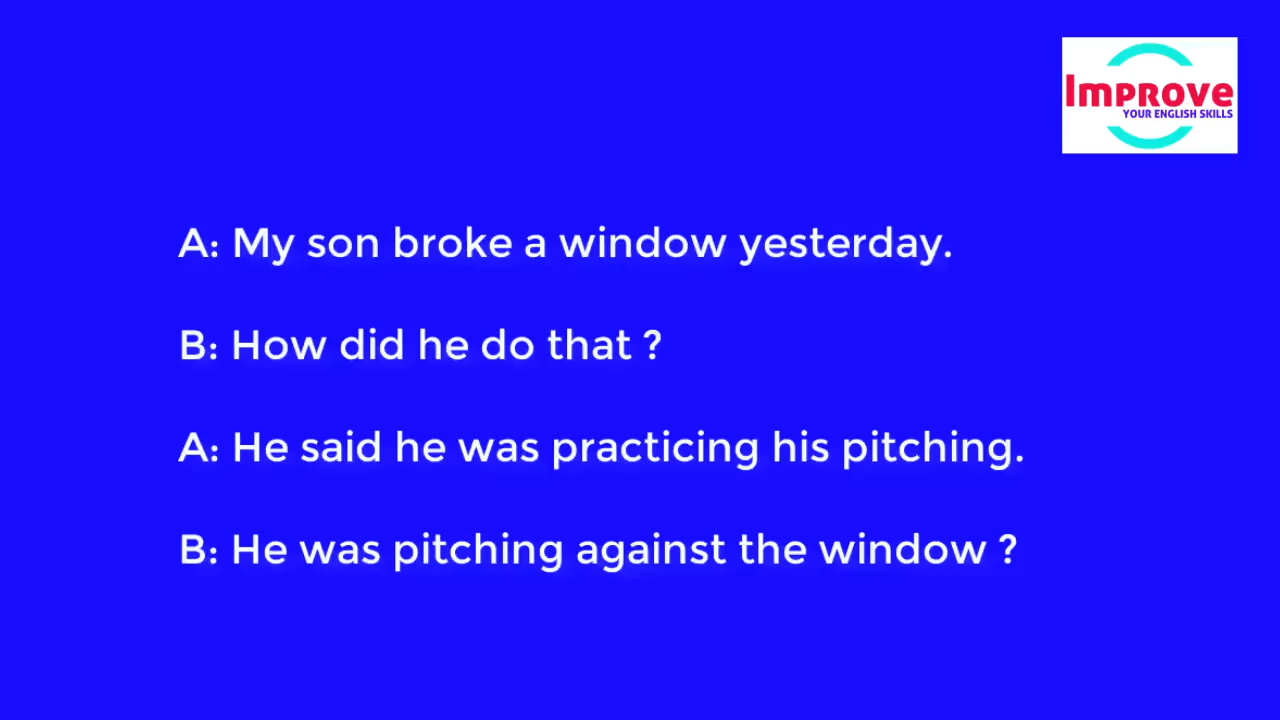 Improve
YOUR ENGLISH SKILLS
A: My son broke a window yesterday.
B: How did he do that ?
A: He said he was practicing his pitching.
B: He was pitching against the window ?